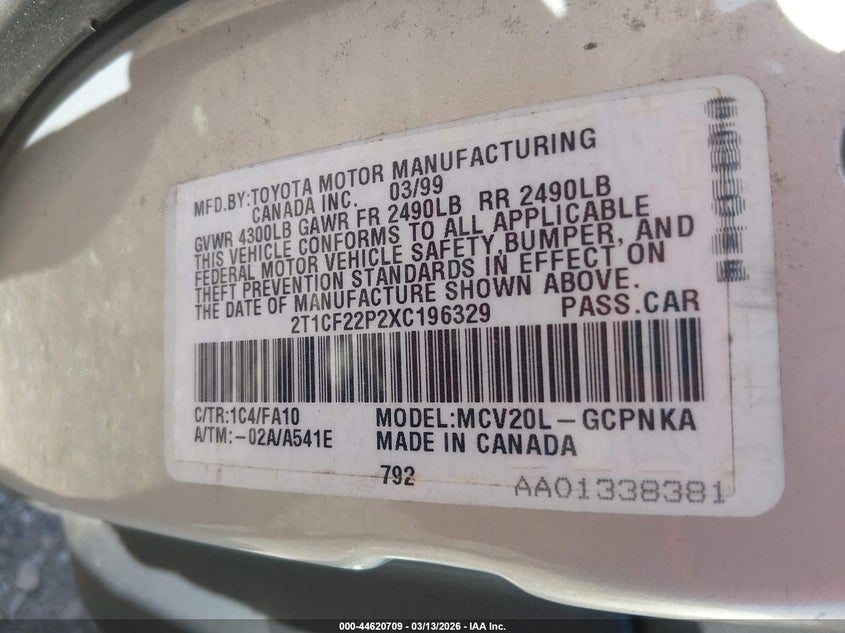 MFD.BY:TOYOTA MOTOR MANUFACTURING
CANADA INC. 03/99
GVWR 4300LB GAWR FR 2490LB RR 2490LB
THIS VEHICLE CONFORMS TO ALL APPLICABLE
FEDERAL MOTOR VEHICLE SAFETY,BUMPER, AND
THEFT PREVENTION STANDARDS IN EFFECT ON
THE DATE OF MANUFACTURE SHOWN ABOVE.
2T1CF22P2XC196329 PASS.CAR
C/TR:1C4/FA10 MODEL:MCV20L-GCPNKA
A/TM:-02A/A541E MADE IN CANADA
792
AA01338381
000-44620709 - 03/13/2026 - IAA Inc.